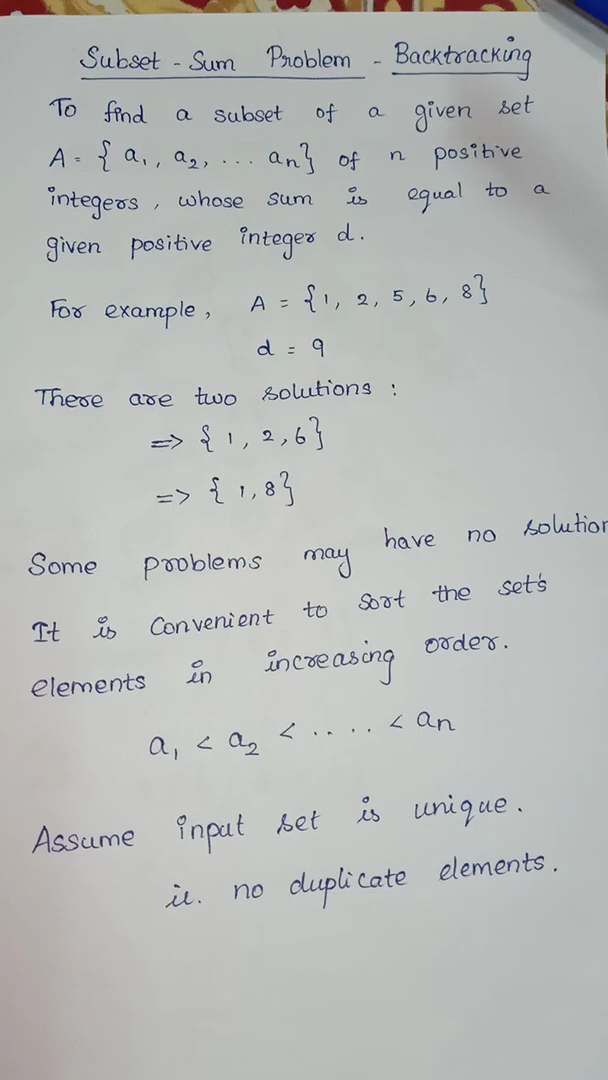 Subset - Sum Problem - Backtracking
To find a subset of a given set
A = { a₁, a₂, ... aₙ} of n positive
integers, whose sum is equal to a
given positive integer d.
For example, A = {1, 2, 5, 6, 8}
d = 9
There are two solutions :
=> { 1, 2, 6}
=> { 1, 8}
Some problems may have no solution
It is convenient to sort the set's
elements in increasing order.
a₁ < a₂ < ..... < aₙ
Assume input set is unique.
ie. no duplicate elements.